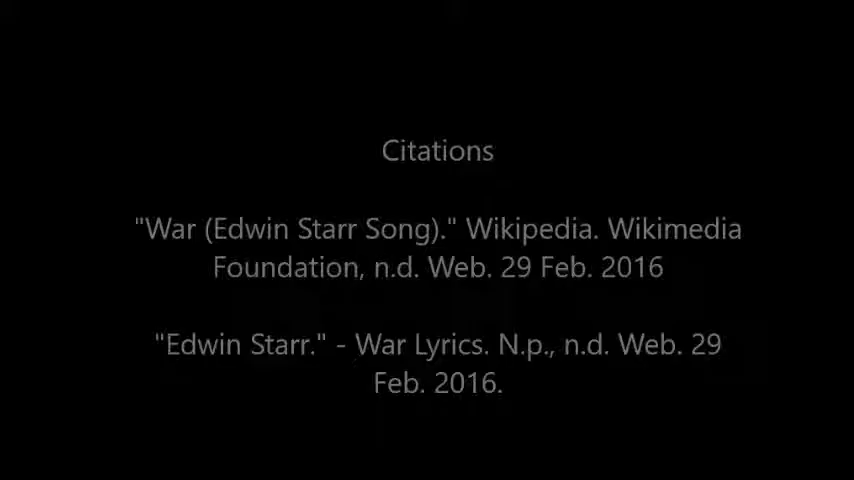 Citations
"War (Edwin Starr Song)." Wikipedia. Wikimedia
Foundation, n.d. Web. 29 Feb. 2016
"Edwin Starr." - War Lyrics. N.p., n.d. Web. 29
Feb. 2016.